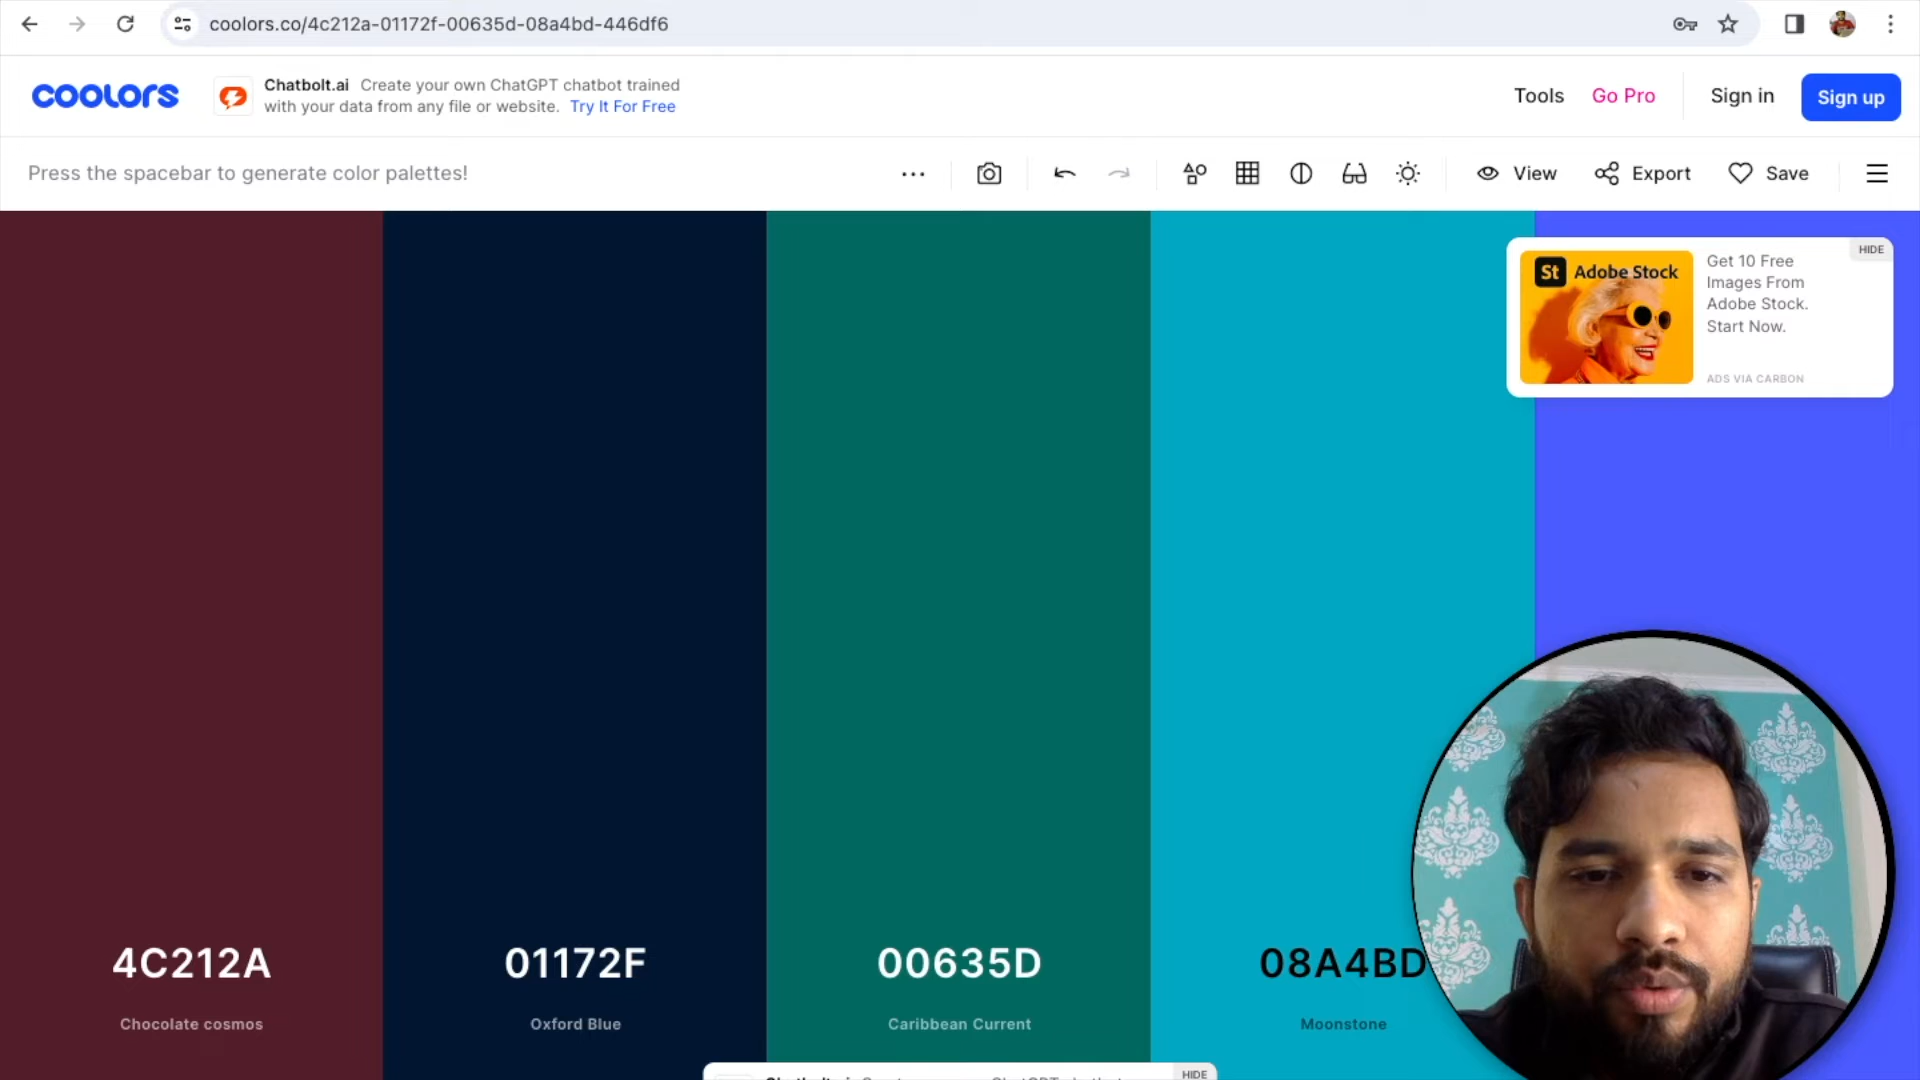 coolors.co/4c212a-01172f-00635d-08a4bd-446df6
coolors
Chatbolt.ai Create your own ChatGPT chatbot trained
with your data from any file or website. Try It For Free
Tools
Go Pro
Sign in
Sign up
Press the spacebar to generate color palettes!
View
Export
Save
HIDE
St Adobe Stock
Get 10 Free
Images From
Adobe Stock.
Start Now.
ADS VIA CARBON
4C212A
01172F
00635D
08A4BD
Chocolate cosmos
Oxford Blue
Caribbean Current
Moonstone
HIDE